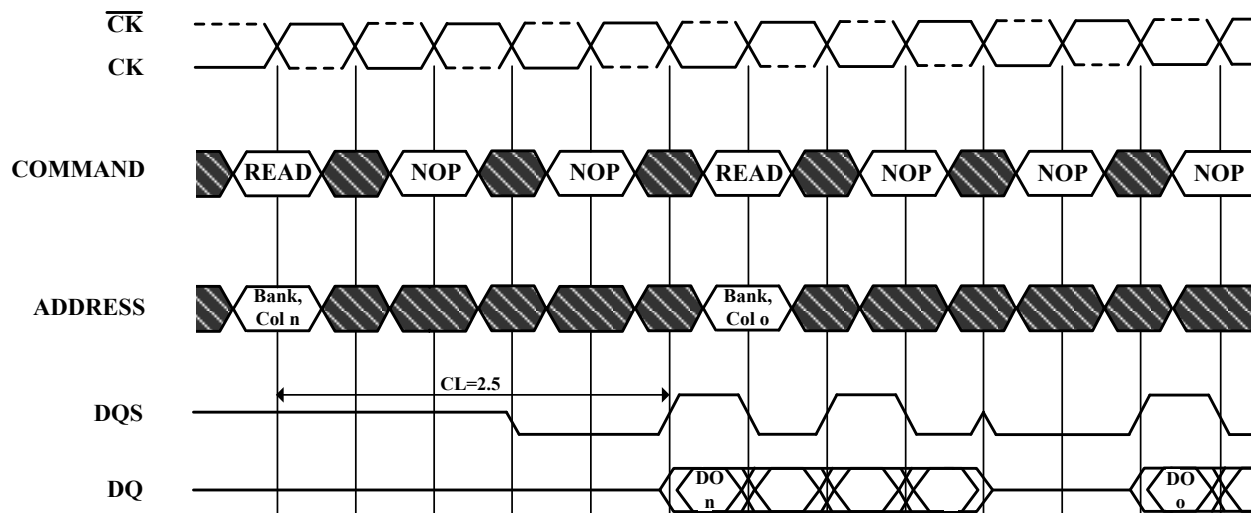 CK
CK
COMMAND
READ
NOP
NOP
READ
NOP
NOP
NOP
ADDRESS
Bank,
Col n
Bank,
Col o
CL=2.5
DQS
DQ
DO
n
DO
o